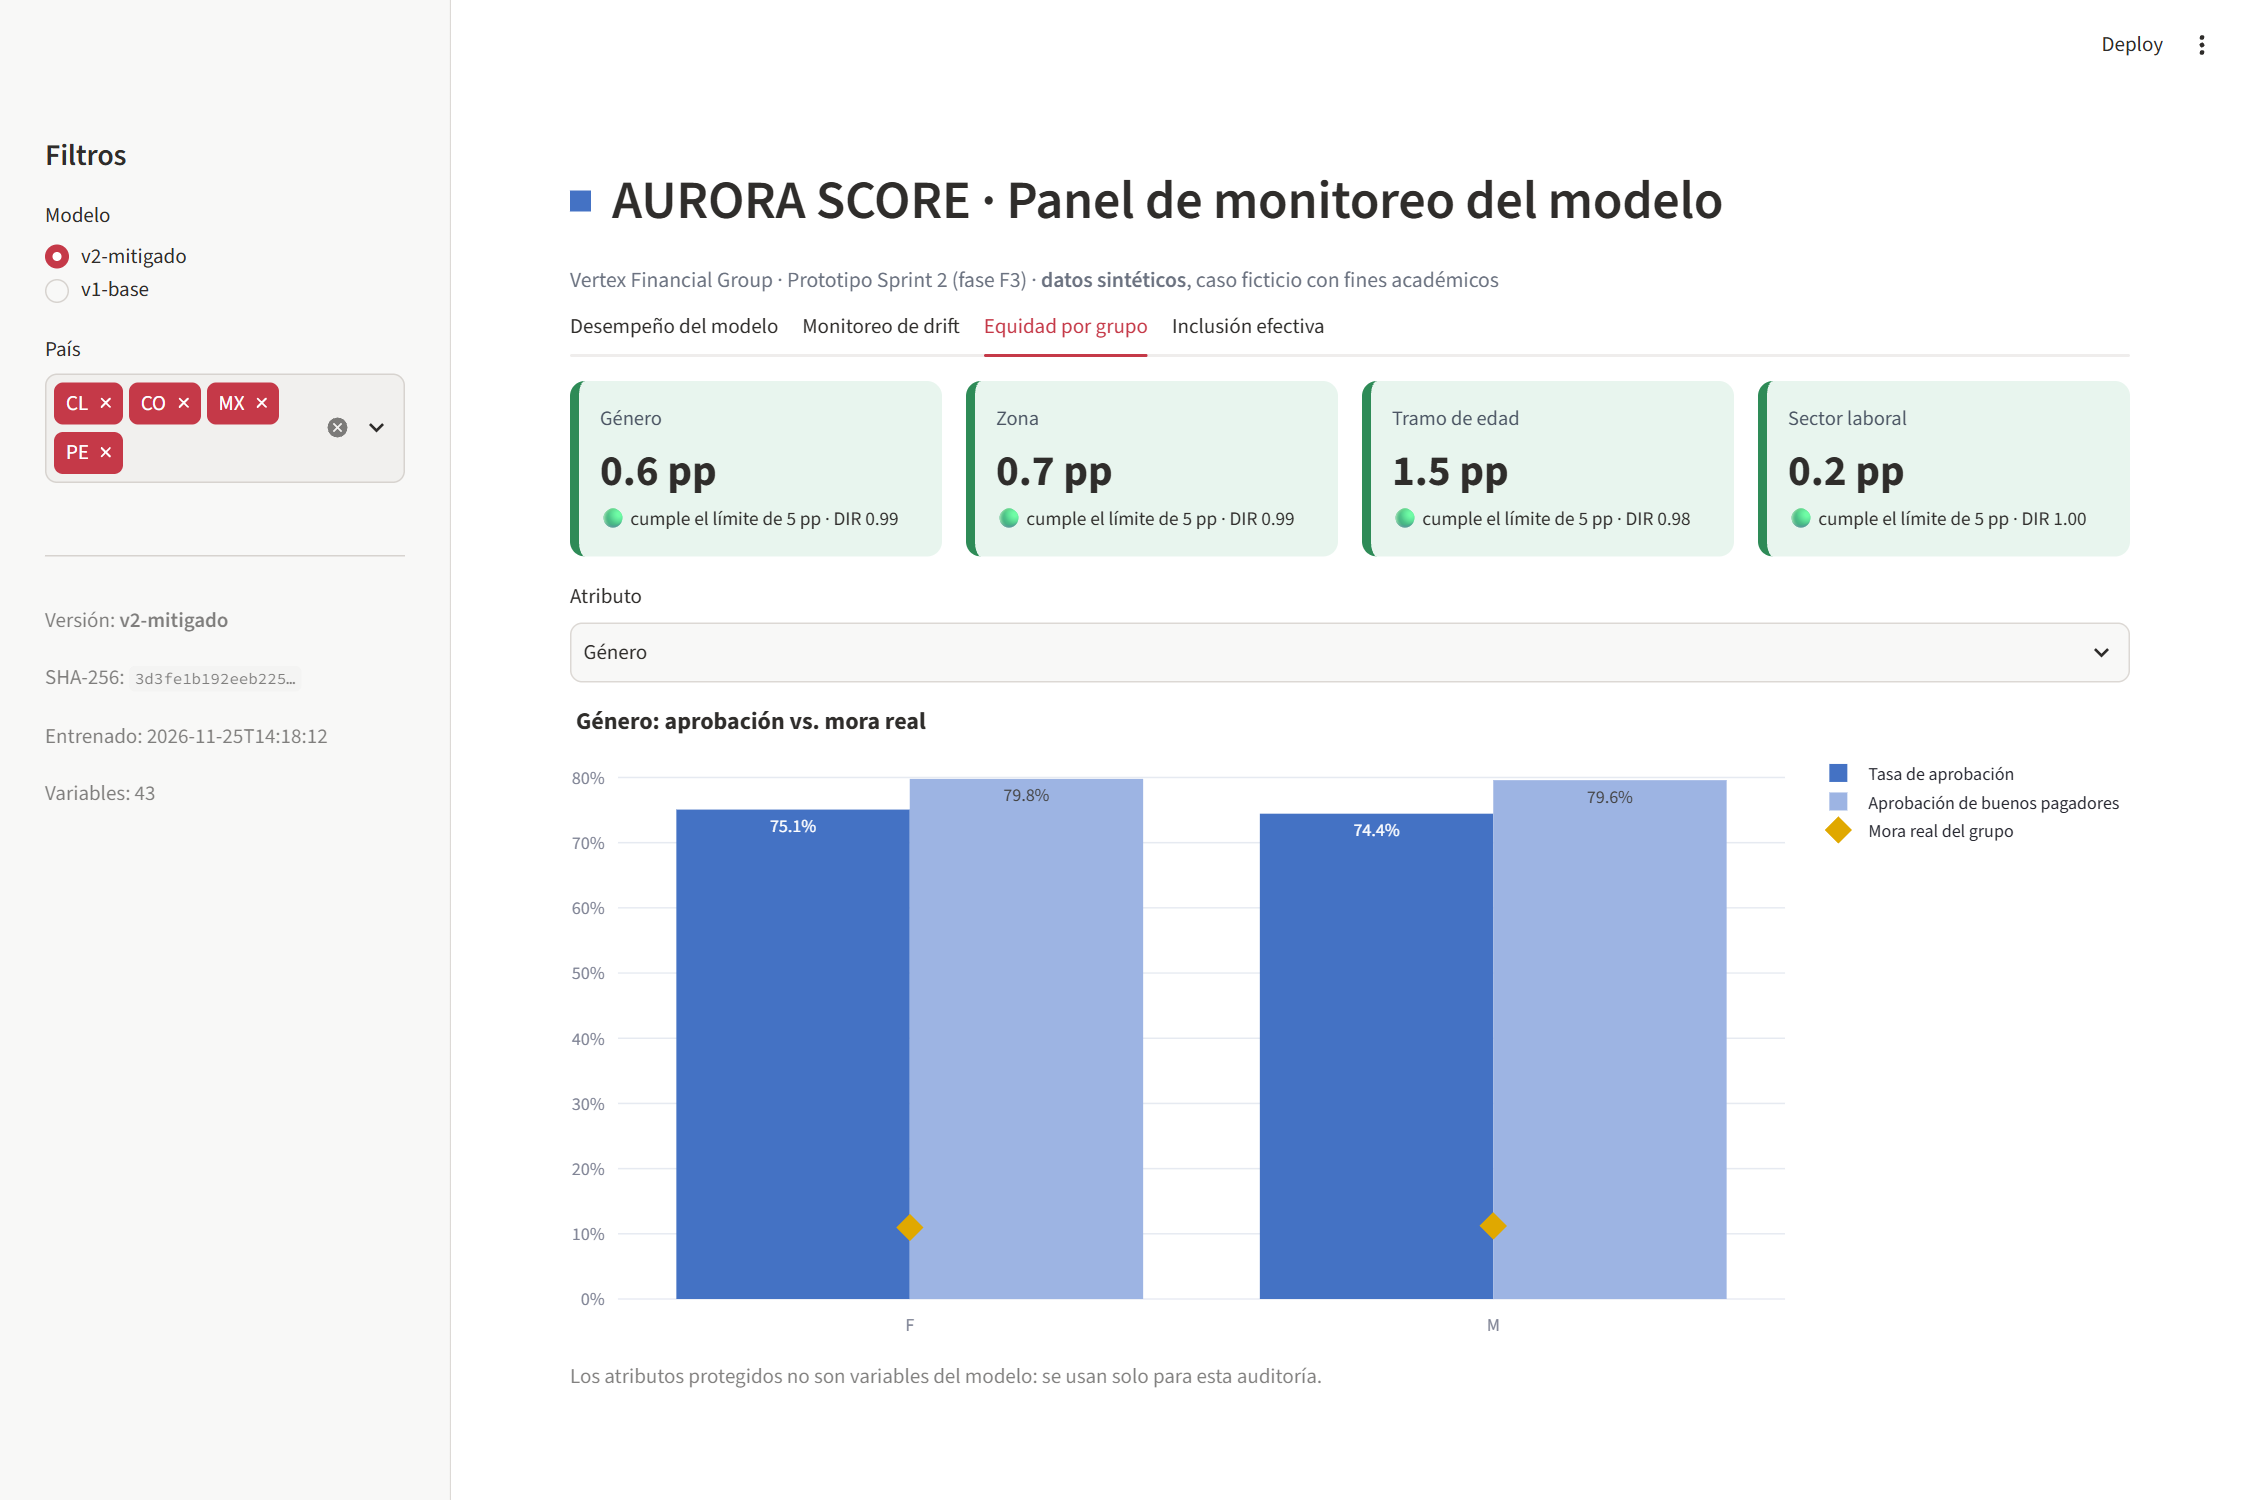 Deploy
Filtros
Modelo
v2-mitigado
v1-base
País
CL × CO × MX ×
PE ×
Versión: v2-mitigado
SHA-256: 3d3fe1b192eeb225…
Entrenado: 2026-11-25T14:18:12
Variables: 43
AURORA SCORE · Panel de monitoreo del modelo
Vertex Financial Group · Prototipo Sprint 2 (fase F3) · datos sintéticos, caso ficticio con fines académicos
Desempeño del modelo Monitoreo de drift Equidad por grupo Inclusión efectiva
Género
0.6 pp
cumple el límite de 5 pp · DIR 0.99
Zona
0.7 pp
cumple el límite de 5 pp · DIR 0.99
Tramo de edad
1.5 pp
cumple el límite de 5 pp · DIR 0.98
Sector laboral
0.2 pp
cumple el límite de 5 pp · DIR 1.00
Atributo
Género
Género: aprobación vs. mora real
80%
70%
60%
50%
40%
30%
20%
10%
0%
75.1%
79.8%
74.4%
79.6%
F
M
Tasa de aprobación
Aprobación de buenos pagadores
Mora real del grupo
Los atributos protegidos no son variables del modelo: se usan solo para esta auditoría.